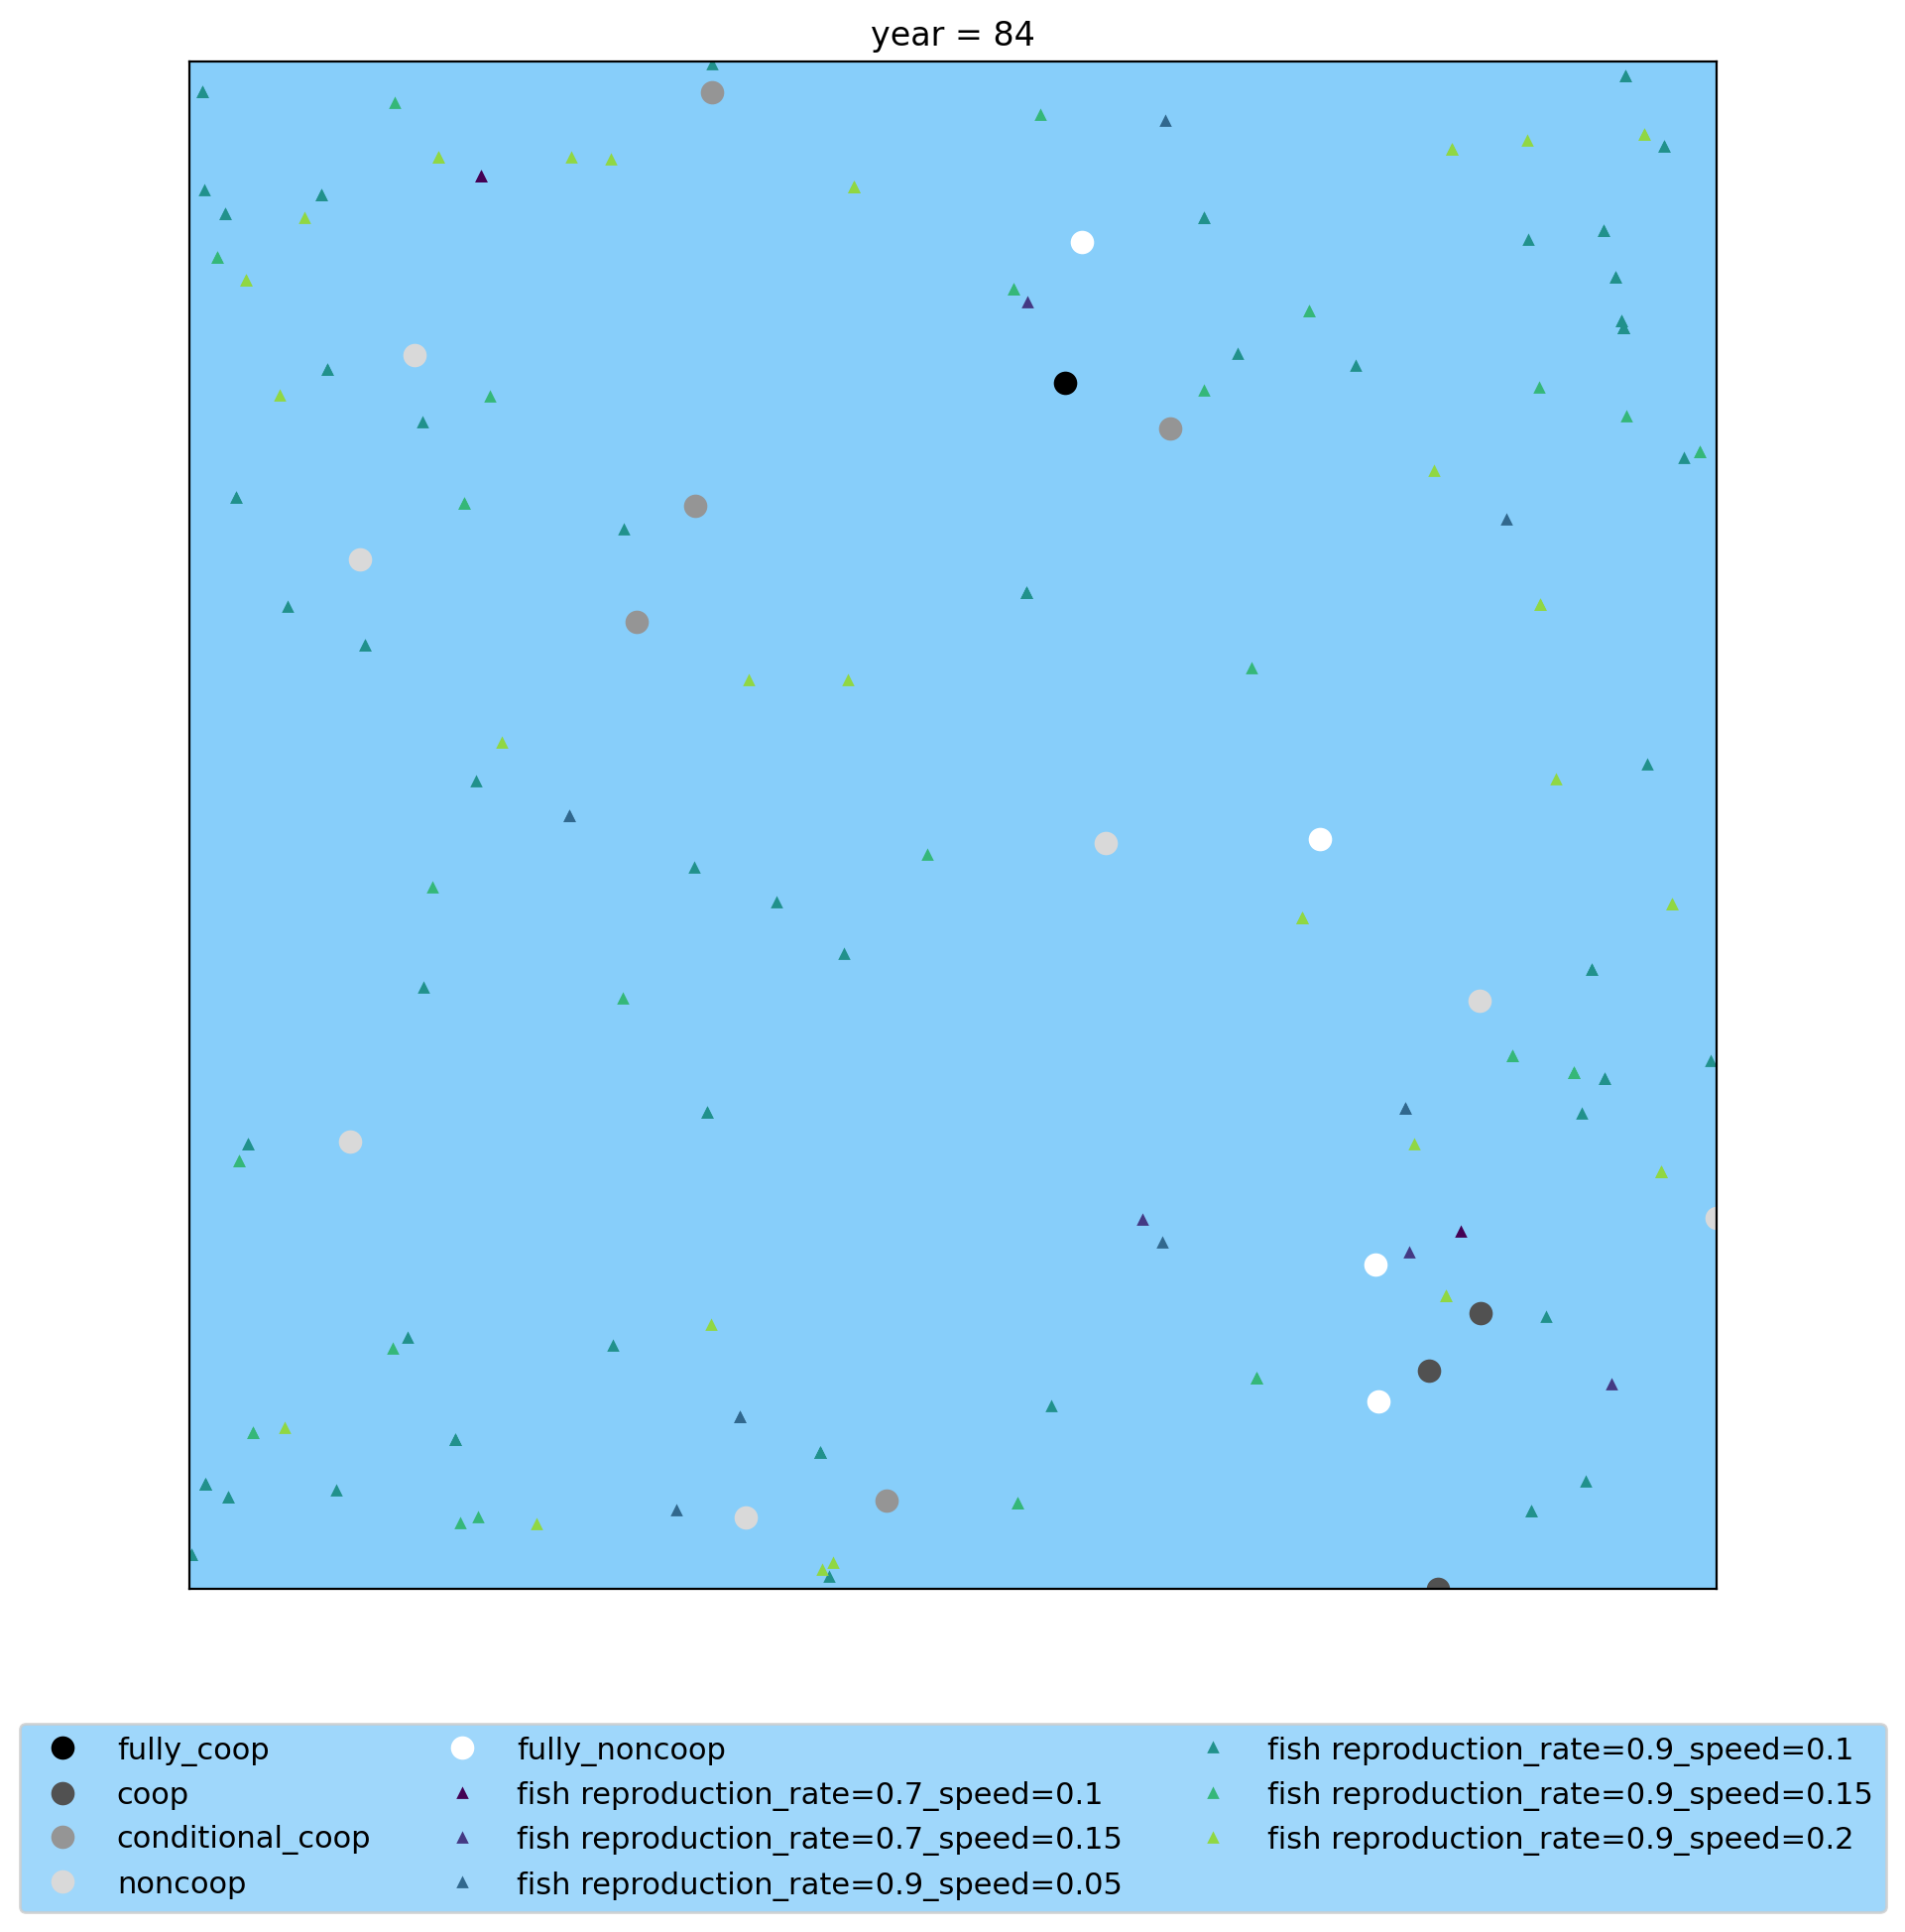 year = 84
fully_coop
coop
conditional_coop
noncoop
fully_noncoop
fish reproduction_rate=0.7_speed=0.1
fish reproduction_rate=0.7_speed=0.15
fish reproduction_rate=0.9_speed=0.05
fish reproduction_rate=0.9_speed=0.1
fish reproduction_rate=0.9_speed=0.15
fish reproduction_rate=0.9_speed=0.2